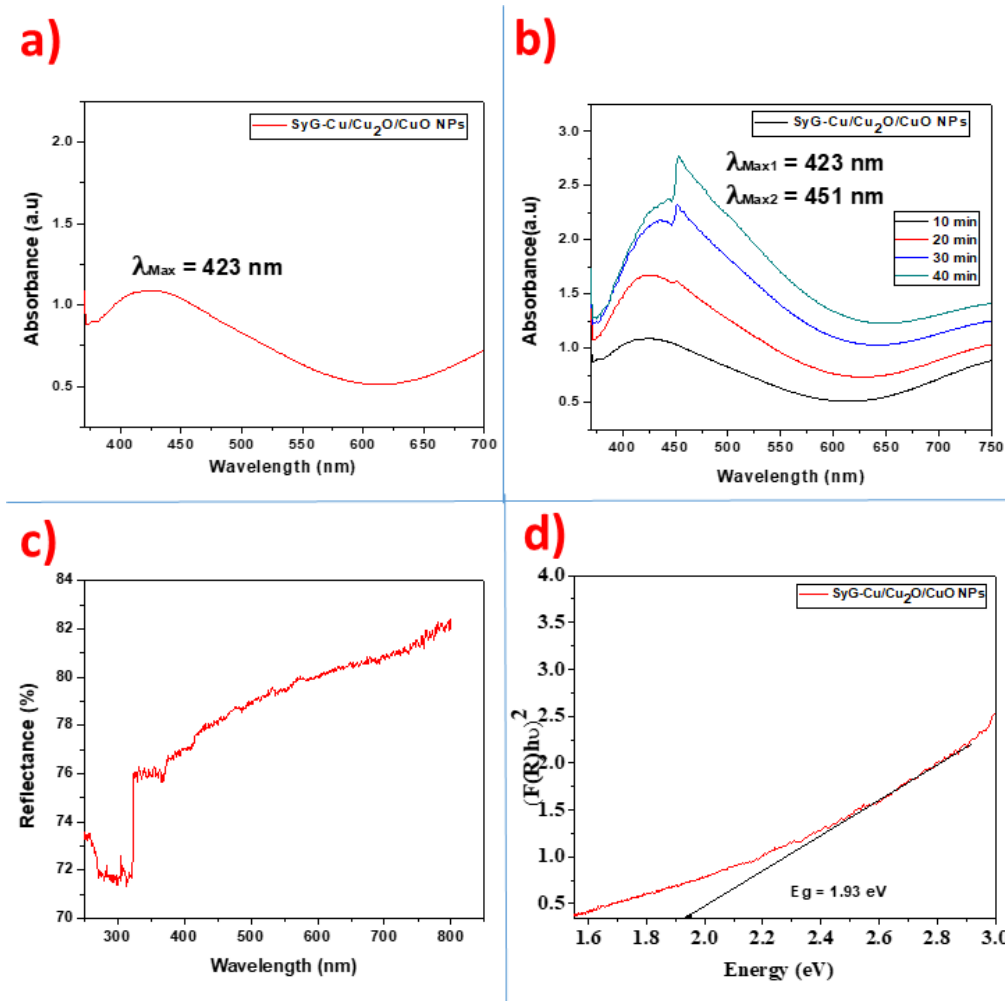 a)
SyG-Cu/Cu2O/CuO NPs
λMax = 423 nm
Absorbance (a.u)
2.0
1.5
1.0
0.5
400 450 500 550 600 650 700
Wavelength (nm)
b)
SyG-Cu/Cu2O/CuO NPs
λMax1 = 423 nm
λMax2 = 451 nm
10 min
20 min
30 min
40 min
Absorbance(a.u)
3.0
2.5
2.0
1.5
1.0
0.5
400 450 500 550 600 650 700 750
Wavelength (nm)
c)
Reflectance (%)
84
82
80
78
76
74
72
70
250 300 400 500 600 700 800
Wavelength (nm)
d)
SyG-Cu/Cu2O/CuO NPs
(F(R)hυ)2
4.0
3.5
3.0
2.5
2.0
1.5
1.0
0.5
Eg = 1.93 eV
1.6 1.8 2.0 2.2 2.4 2.6 2.8 3.0
Energy (eV)